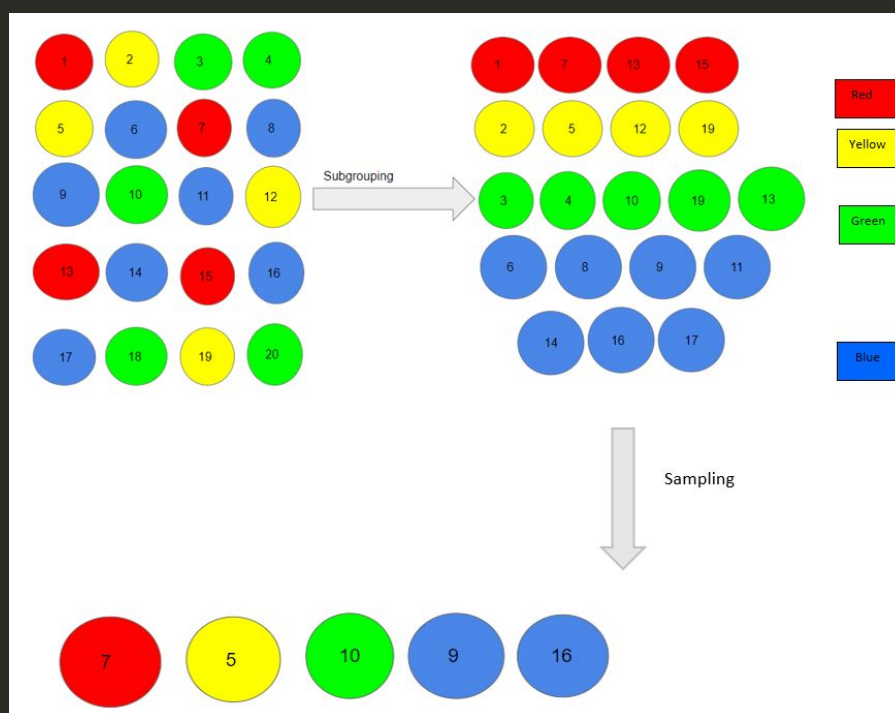 1 2 3 4
5 6 7 8
9 10 11 12
13 14 15 16
17 18 19 20
Subgrouping
1 7 13 15
2 5 12 19
3 4 10 19 13
6 8 9 11
14 16 17
Red
Yellow
Green
Blue
Sampling
7 5 10 9 16